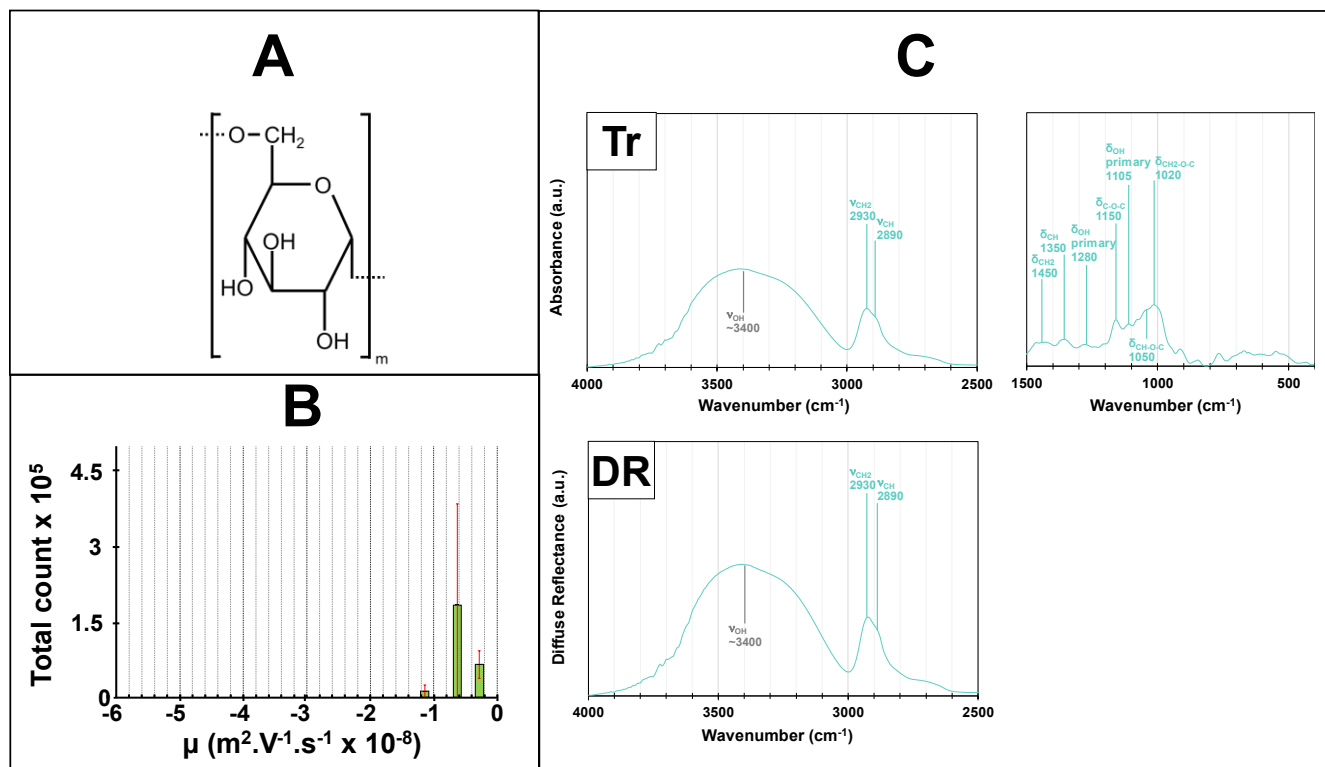 A
O
CH₂
O
OH
HO
OH
m
B
Total count x 10⁵
4.5
3
1.5
0
-6
-5
-4
-3
-2
-1
-0
µ (m².V⁻¹.s⁻¹ x 10⁻⁸)
C
Tr
Absorbance (a.u.)
νCH2
2930
νCH
2890
νOH
~3400
4000
3500
3000
2500
Wavenumber (cm⁻¹)
δCH2
1450
δCH
1350
δOH
primary
1280
δC-O-C
1150
δOH
primary
1105
δCH2-O-C
1020
δCH-O-C
1050
1500
1000
500
Wavenumber (cm⁻¹)
DR
Diffuse Reflectance (a.u.)
νCH2
2930
νCH
2890
νOH
~3400
4000
3500
3000
2500
Wavenumber (cm⁻¹)